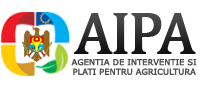 AIPA
AGENTIA DE INTERVENTIE SI
PLATI PENTRU AGRICULTURA